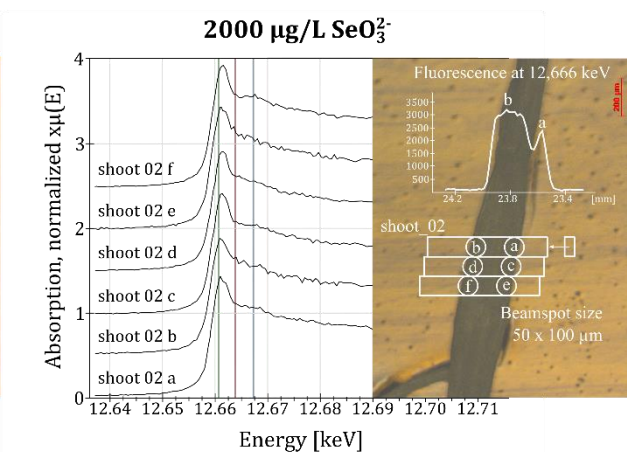 2000 µg/L SeO₃²⁻
Absorption, normalized xµ(E)
4
3
2
1
0
shoot 02 f
shoot 02 e
shoot 02 d
shoot 02 c
shoot 02 b
shoot 02 a
12.64 12.65 12.66 12.67 12.68 12.69 12.70 12.71
Energy [keV]
Fluorescence at 12,666 keV
200 µm
3500
3000
2500
2000
1500
1000
500
b
a
24.2 23.8 23.4 [mm]
shoot_02
b a
d c
f e
Beamspot size
50 x 100 µm